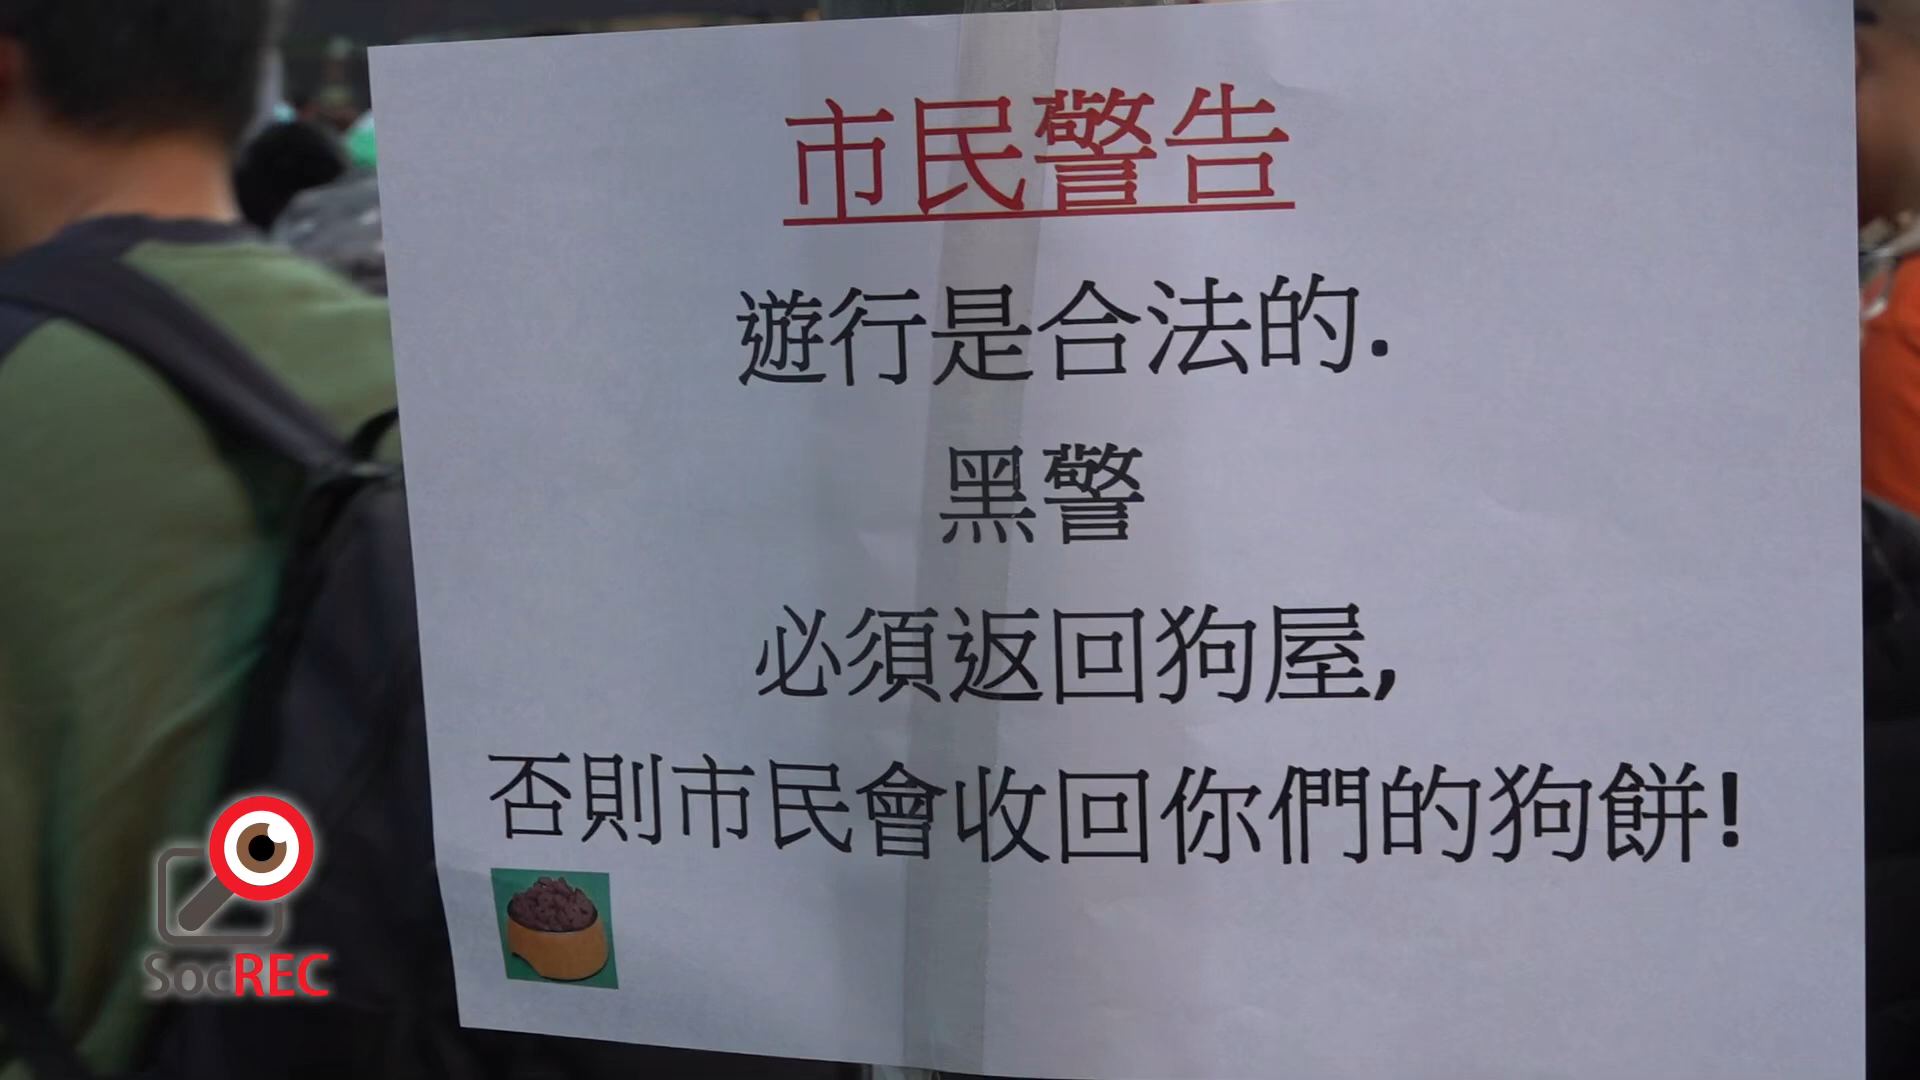 市民警告
遊行是合法的.
黑警
必須返回狗屋,
否則市民會收回你們的狗餅!
SocREC